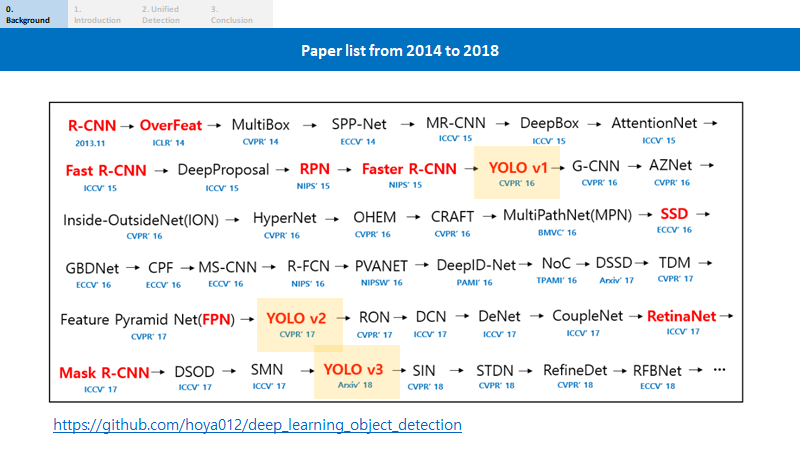 0.
Background
1.
Introduction
2. Unified
Detection
3.
Conclusion
Paper list from 2014 to 2018
R-CNN → OverFeat → MultiBox → SPP-Net → MR-CNN → DeepBox → AttentionNet →
2013.11 ICLR' 14 CVPR' 14 ECCV' 14 ICCV' 15 ICCV' 15 ICCV' 15
Fast R-CNN → DeepProposal → RPN → Faster R-CNN → YOLO v1 → G-CNN → AZNet →
ICCV' 15 ICCV' 15 NIPS' 15 NIPS' 15 CVPR' 16 CVPR' 16 CVPR' 16
Inside-OutsideNet(ION) → HyperNet → OHEM → CRAFT → MultiPathNet(MPN) → SSD →
CVPR' 16 CVPR' 16 CVPR' 16 CVPR' 16 BMVC' 16 ECCV' 16
GBDNet → CPF → MS-CNN → R-FCN → PVANET → DeepID-Net → NoC → DSSD → TDM →
ECCV' 16 ECCV' 16 ECCV' 16 NIPS' 16 NIPSW' 16 PAMI' 16 TPAMI' 16 Arxiv' 17 CVPR' 17
Feature Pyramid Net(FPN) → YOLO v2 → RON → DCN → DeNet → CoupleNet → RetinaNet →
CVPR' 17 CVPR' 17 CVPR' 17 ICCV' 17 ICCV' 17 ICCV' 17 ICCV' 17
Mask R-CNN → DSOD → SMN → YOLO v3 → SIN → STDN → RefineDet → RFBNet → ⋯
ICCV' 17 ICCV' 17 ICCV' 17 Arxiv' 18 CVPR' 18 CVPR' 18 CVPR' 18 ECCV' 18
https://github.com/hoya012/deep_learning_object_detection